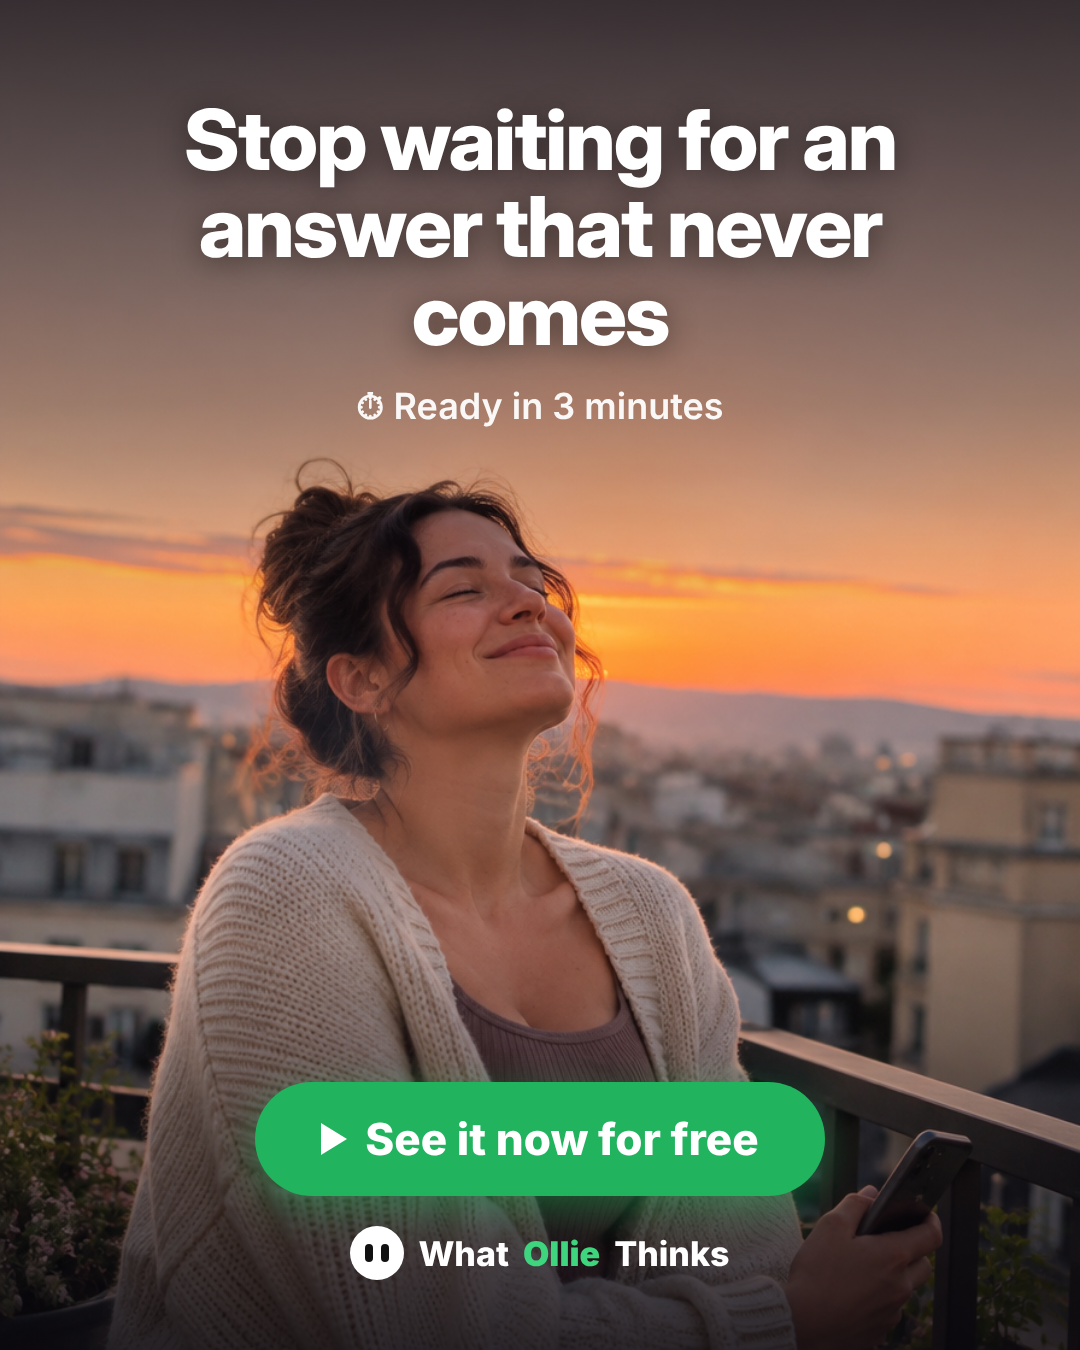 Stop waiting for an
answer that never
comes
⏱ Ready in 3 minutes
▶ See it now for free
What Ollie Thinks